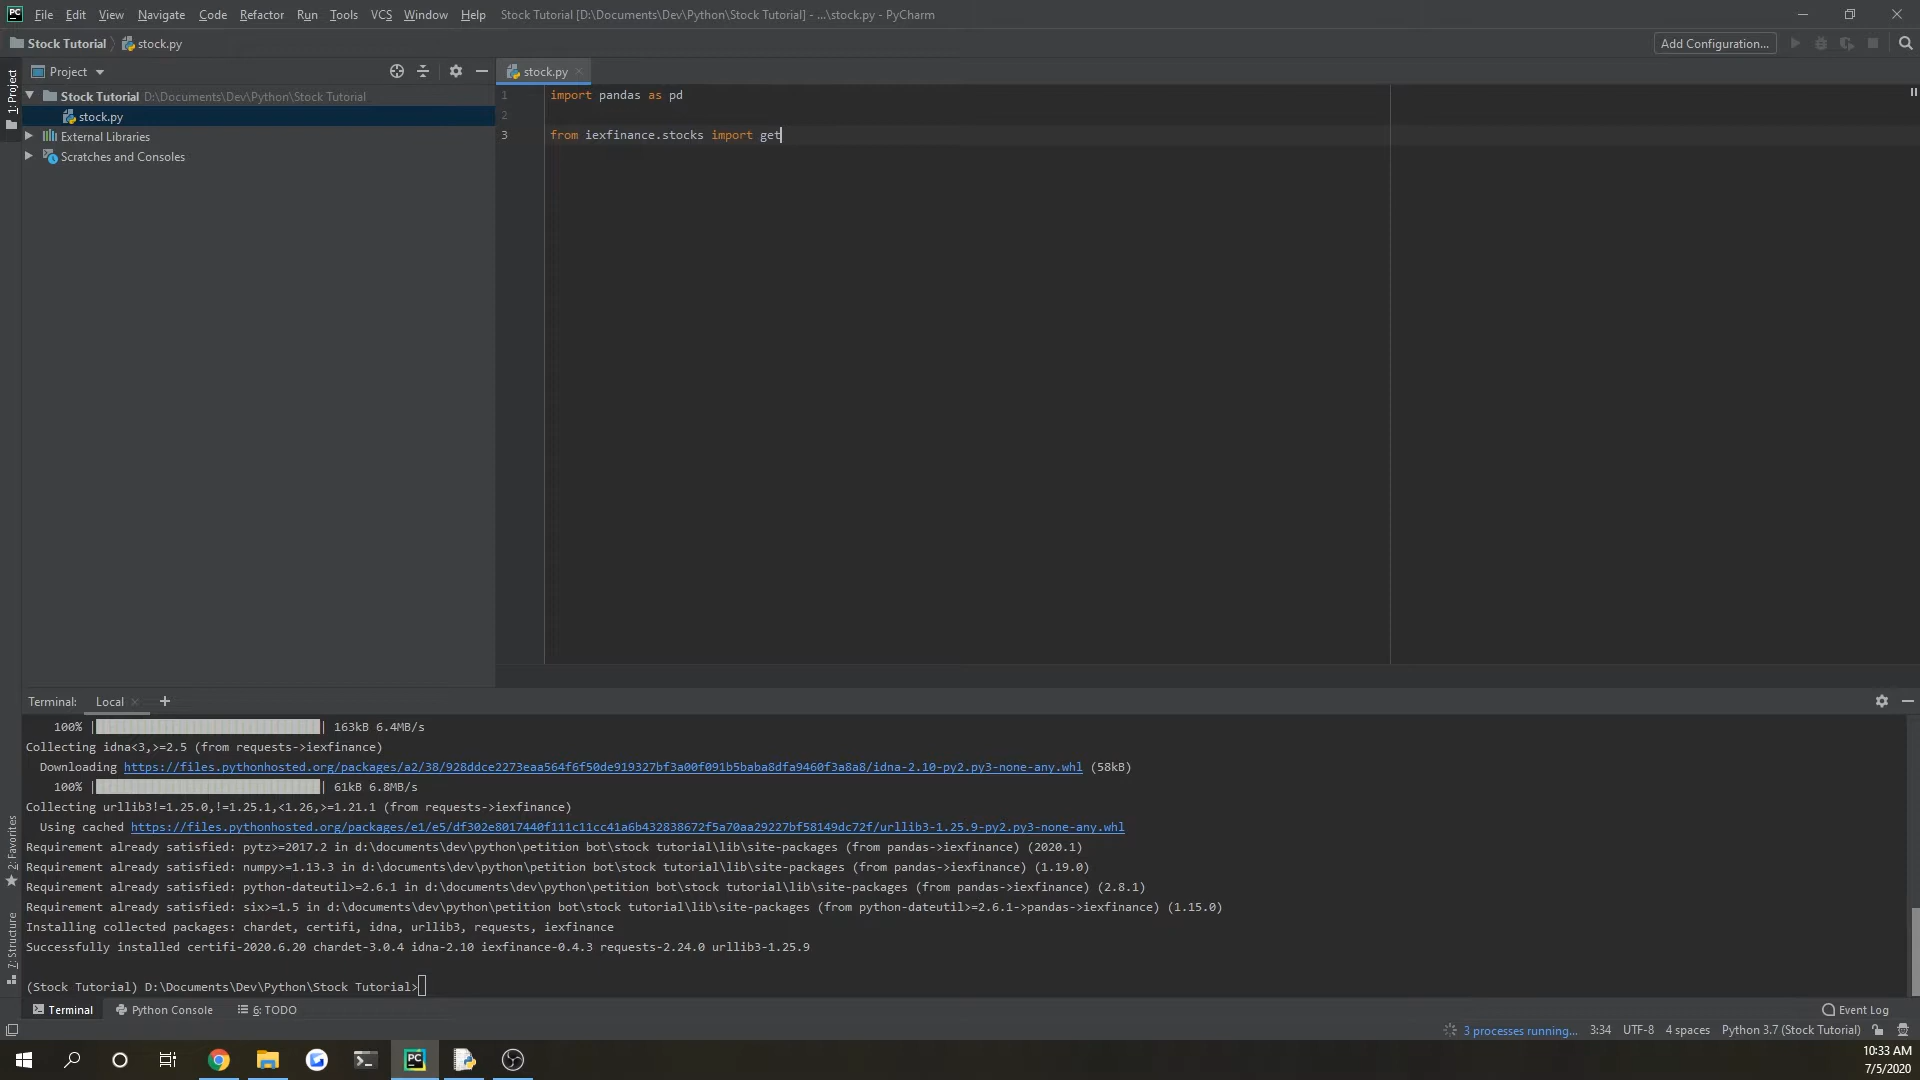 PC File Edit View Navigate Code Refactor Run Tools VCS Window Help Stock Tutorial [D:\Documents\Dev\Python\Stock Tutorial] - ...\stock.py - PyCharm
Stock Tutorial stock.py Add Configuration...
1: Project
Project stock.py
Stock Tutorial D:\Documents\Dev\Python\Stock Tutorial
stock.py
External Libraries
Scratches and Consoles
1 import pandas as pd
2
3 from iexfinance.stocks import get
Terminal: Local +
100% | | 163kB 6.4MB/s
Collecting idna<3,>=2.5 (from requests->iexfinance)
Downloading https://files.pythonhosted.org/packages/a2/38/928ddce2273eaa564f6f50de919327bf3a00f091b5baba8dfa9460f3a8a8/idna-2.10-py2.py3-none-any.whl (58kB)
100% | | 61kB 6.8MB/s
Collecting urllib3!=1.25.0,!=1.25.1,<1.26,>=1.21.1 (from requests->iexfinance)
Using cached https://files.pythonhosted.org/packages/e1/e5/df302e8017440f111c11cc41a6b432838672f5a70aa29227bf58149dc72f/urllib3-1.25.9-py2.py3-none-any.whl
Requirement already satisfied: pytz>=2017.2 in d:\documents\dev\python\petition bot\stock tutorial\lib\site-packages (from pandas->iexfinance) (2020.1)
Requirement already satisfied: numpy>=1.13.3 in d:\documents\dev\python\petition bot\stock tutorial\lib\site-packages (from pandas->iexfinance) (1.19.0)
Requirement already satisfied: python-dateutil>=2.6.1 in d:\documents\dev\python\petition bot\stock tutorial\lib\site-packages (from pandas->iexfinance) (2.8.1)
Requirement already satisfied: six>=1.5 in d:\documents\dev\python\petition bot\stock tutorial\lib\site-packages (from python-dateutil>=2.6.1->pandas->iexfinance) (1.15.0)
Installing collected packages: chardet, certifi, idna, urllib3, requests, iexfinance
Successfully installed certifi-2020.6.20 chardet-3.0.4 idna-2.10 iexfinance-0.4.3 requests-2.24.0 urllib3-1.25.9
(Stock Tutorial) D:\Documents\Dev\Python\Stock Tutorial>
2: Favorites
7: Structure
Terminal Python Console 6: TODO Event Log
3 processes running... 3:34 UTF-8 4 spaces Python 3.7 (Stock Tutorial)
PC
10:33 AM
7/5/2020